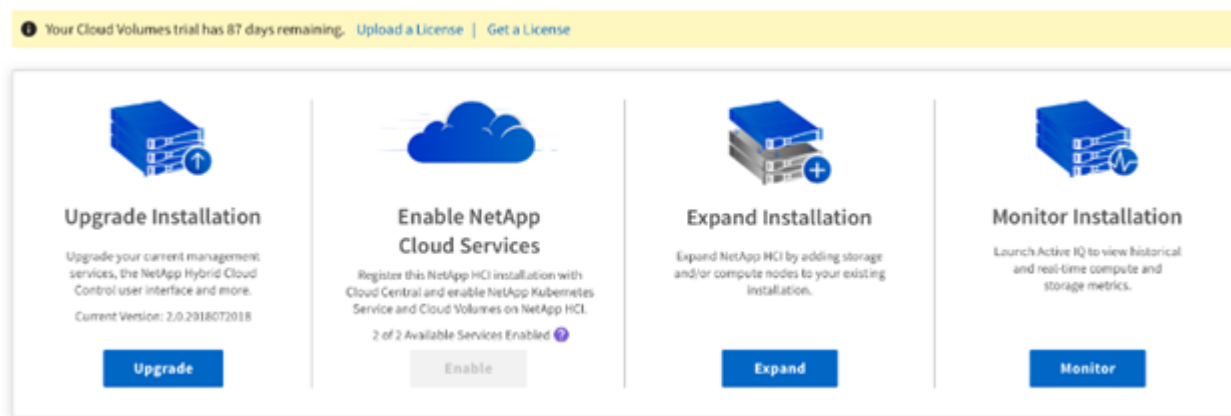 Your Cloud Volumes trial has 87 days remaining. Upload a License | Get a License
Upgrade Installation
Upgrade your current management
services, the NetApp Hybrid Cloud
Control user interface and more.
Current Version: 2.0.2018072018
Upgrade
Enable NetApp
Cloud Services
Register this NetApp HCI installation with
Cloud Central and enable NetApp Kubernetes
Service and Cloud Volumes on NetApp HCI.
2 of 2 Available Services Enabled ?
Enable
Expand Installation
Expand NetApp HCI by adding storage
and/or compute nodes to your existing
installation.
Expand
Monitor Installation
Launch Active IQ to view historical
and real-time compute and
storage metrics.
Monitor